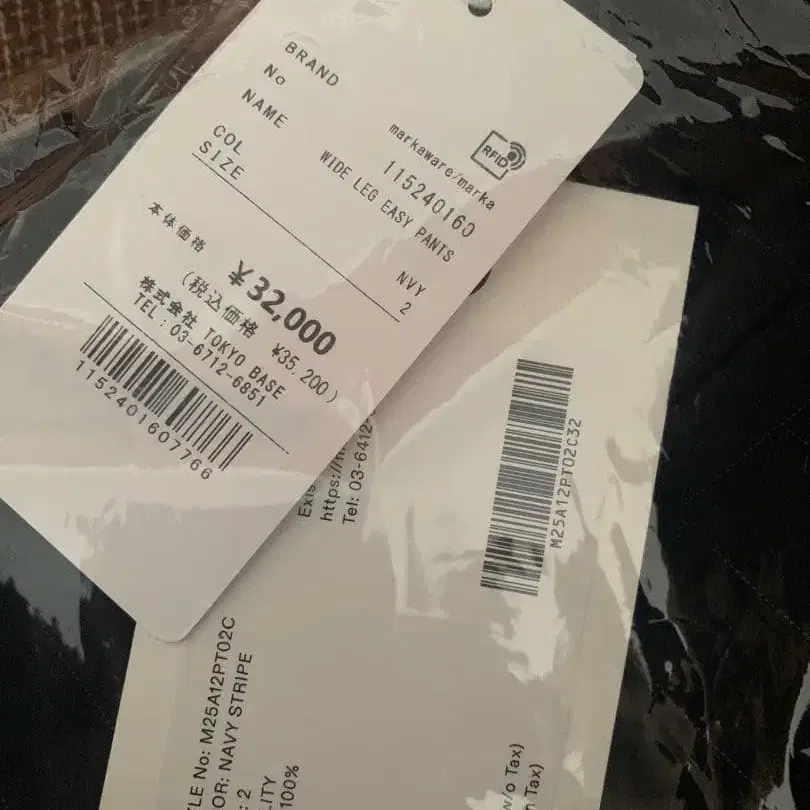 BRAND markaware/marka
No 115240160
NAME WIDE LEG EASY PANTS
COL NVY
SIZE 2
RFID
本体価格 ¥32,000
(税込価格 ¥35,200)
株式会社 TOKYO BASE
TEL:03-6712-6851
1152401607766
Exis
https://
Tel: 03-6412-
M25A12PT02C32
YLE No: M25A12PT02C
OR: NAVY STRIPE
: 2
LITY
100%
w/o Tax)
n Tax)